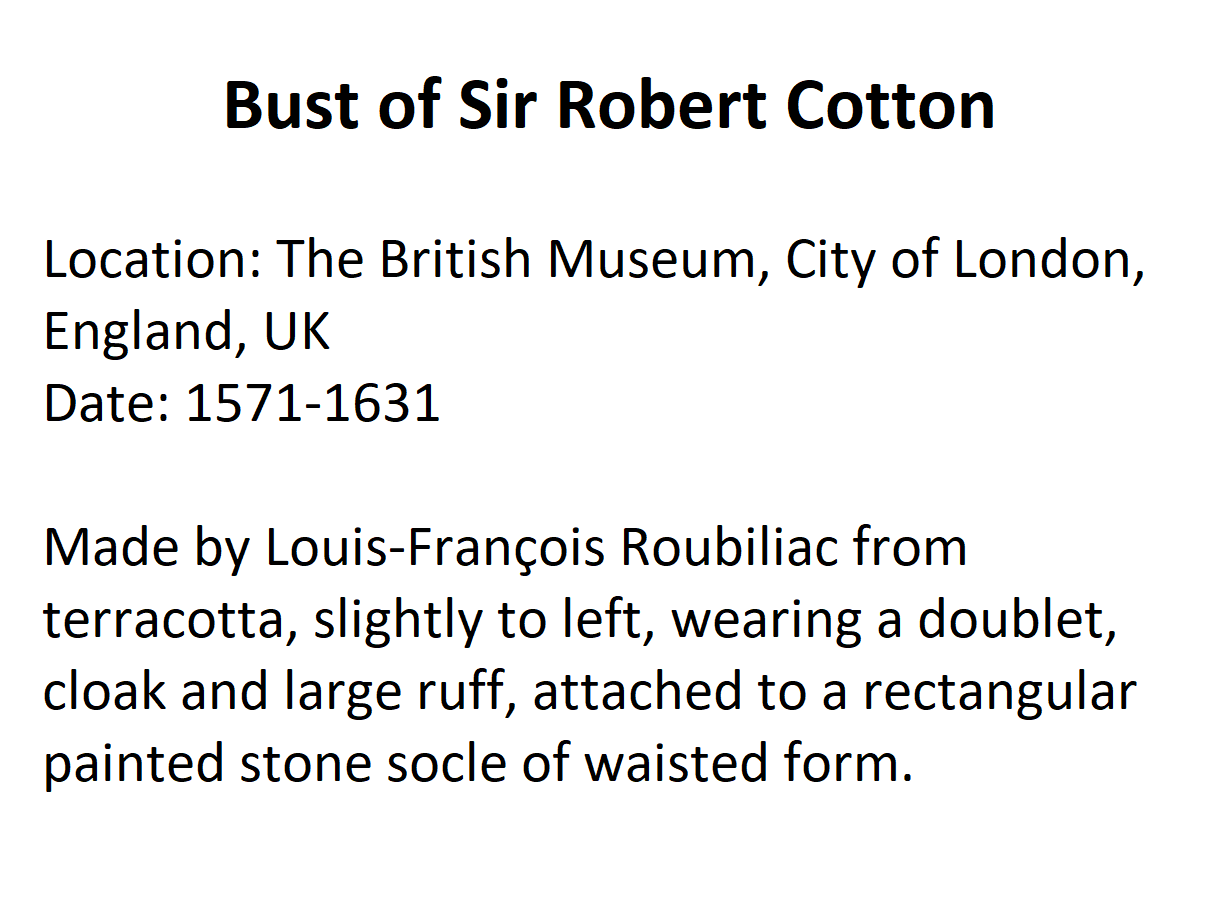 Bust of Sir Robert Cotton
Location: The British Museum, City of London,
England, UK
Date: 1571-1631
Made by Louis-François Roubiliac from
terracotta, slightly to left, wearing a doublet,
cloak and large ruff, attached to a rectangular
painted stone socle of waisted form.